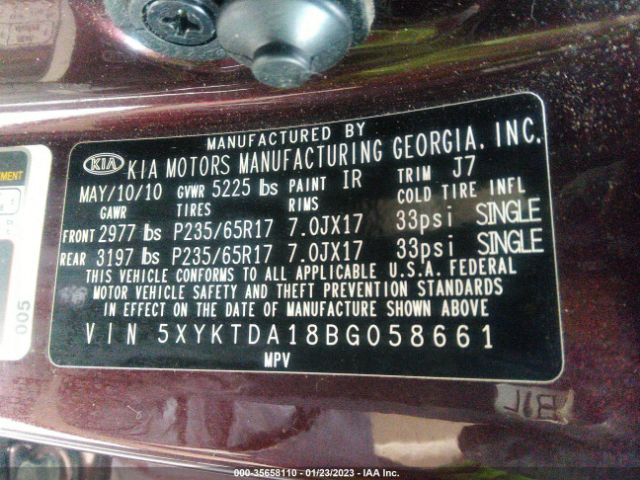 MANUFACTURED BY
KIA KIA MOTORS MANUFACTURING GEORGIA, INC.
MAY/10/10 GVWR 5225 lbs PAINT IR TRIM J7
GAWR TIRES RIMS COLD TIRE INFL
FRONT 2977 lbs P235/65R17 7.0JX17 33psi SINGLE
REAR 3197 lbs P235/65R17 7.0JX17 33psi SINGLE
THIS VEHICLE CONFORMS TO ALL APPLICABLE U.S.A. FEDERAL
MOTOR VEHICLE SAFETY AND THEFT PREVENTION STANDARDS
IN EFFECT ON THE DATE OF MANUFACTURE SHOWN ABOVE
VIN 5XYKTDA18BG058661
MPV
005
000-35658110 - 01/23/2023 - IAA Inc.